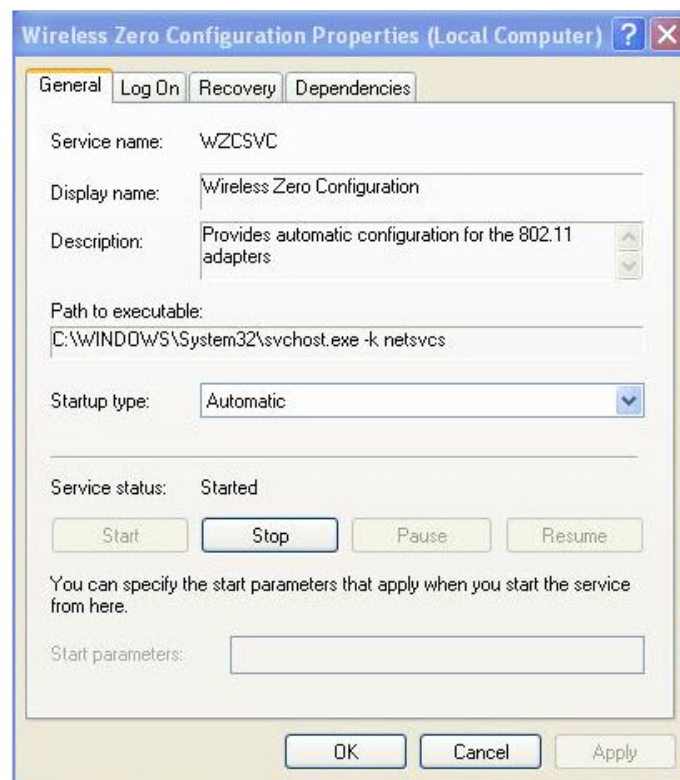 Wireless Zero Configuration Properties (Local Computer)
General Log On Recovery Dependencies
Service name: WZCSVC
Display name: Wireless Zero Configuration
Description: Provides automatic configuration for the 802.11
adapters
Path to executable:
C:\WINDOWS\System32\svchost.exe -k netsvcs
Startup type: Automatic
Service status: Started
Start Stop Pause Resume
You can specify the start parameters that apply when you start the service
from here.
Start parameters:
OK Cancel Apply